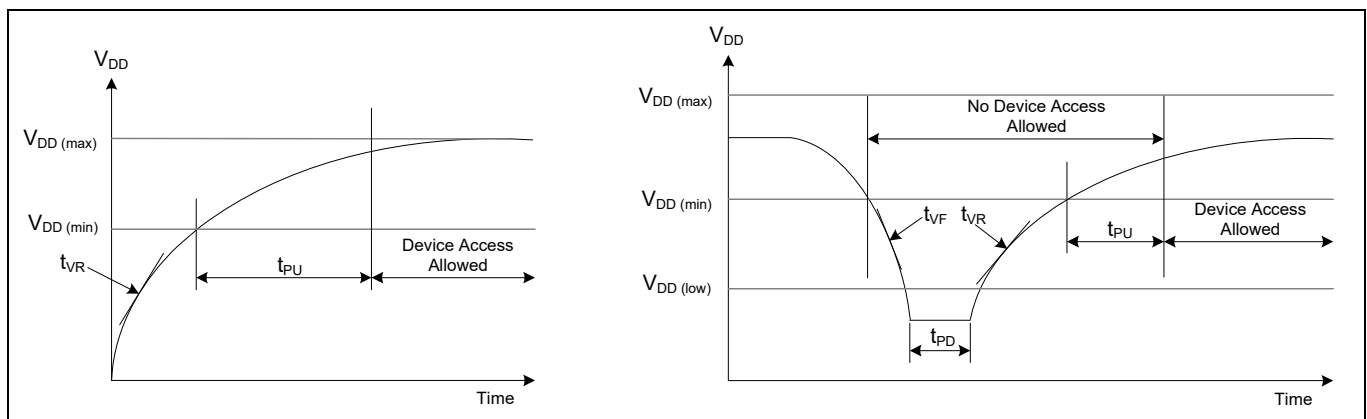 VDD
VDD (max)
VDD (min)
tVR
tPU
Device Access
Allowed
Time
VDD
VDD (max)
No Device Access
Allowed
VDD (min)
tVF
tVR
tPU
Device Access
Allowed
VDD (low)
tPD
Time